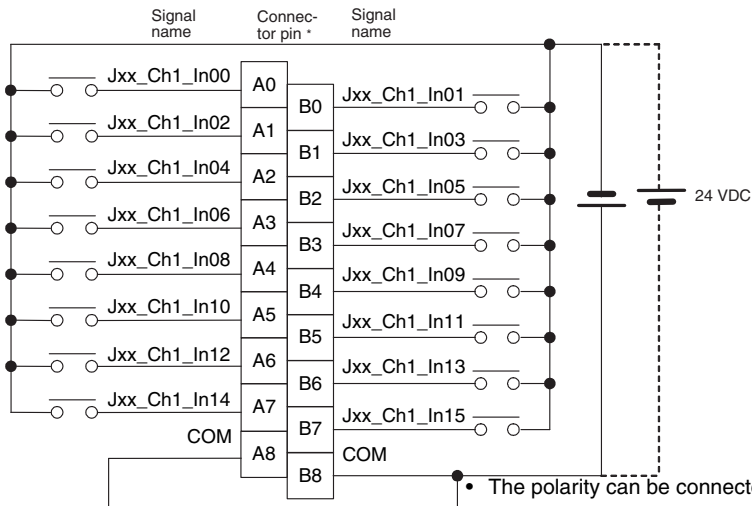 Signal name
Connec-tor pin *
Signal name
Jxx_Ch1_In00
A0
Jxx_Ch1_In01
B0
Jxx_Ch1_In02
A1
Jxx_Ch1_In03
B1
Jxx_Ch1_In04
A2
Jxx_Ch1_In05
B2
24 VDC
Jxx_Ch1_In06
A3
Jxx_Ch1_In07
B3
Jxx_Ch1_In08
A4
Jxx_Ch1_In09
B4
Jxx_Ch1_In10
A5
Jxx_Ch1_In11
B5
Jxx_Ch1_In12
A6
Jxx_Ch1_In13
B6
Jxx_Ch1_In14
A7
Jxx_Ch1_In15
B7
COM
A8
COM
B8
• The polarity can be